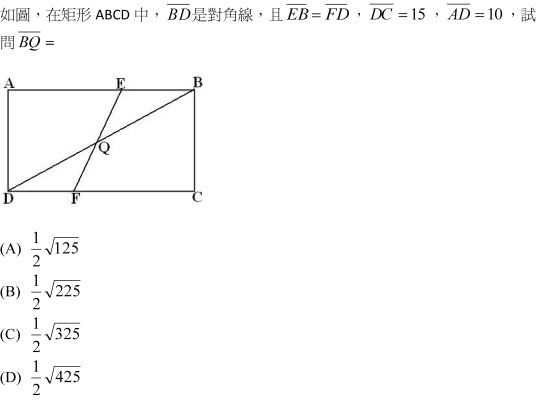 如圖，在矩形 ABCD 中， $\overline{BD}$是對角線，且 $\overline{EB} = \overline{FD}$ ， $\overline{DC} = 15$ ， $\overline{AD} = 10$ ，試
問 $\overline{BQ} =$
A E B
Q
D F C
(A) $\frac{1}{2}\sqrt{125}$
(B) $\frac{1}{2}\sqrt{225}$
(C) $\frac{1}{2}\sqrt{325}$
(D) $\frac{1}{2}\sqrt{425}$